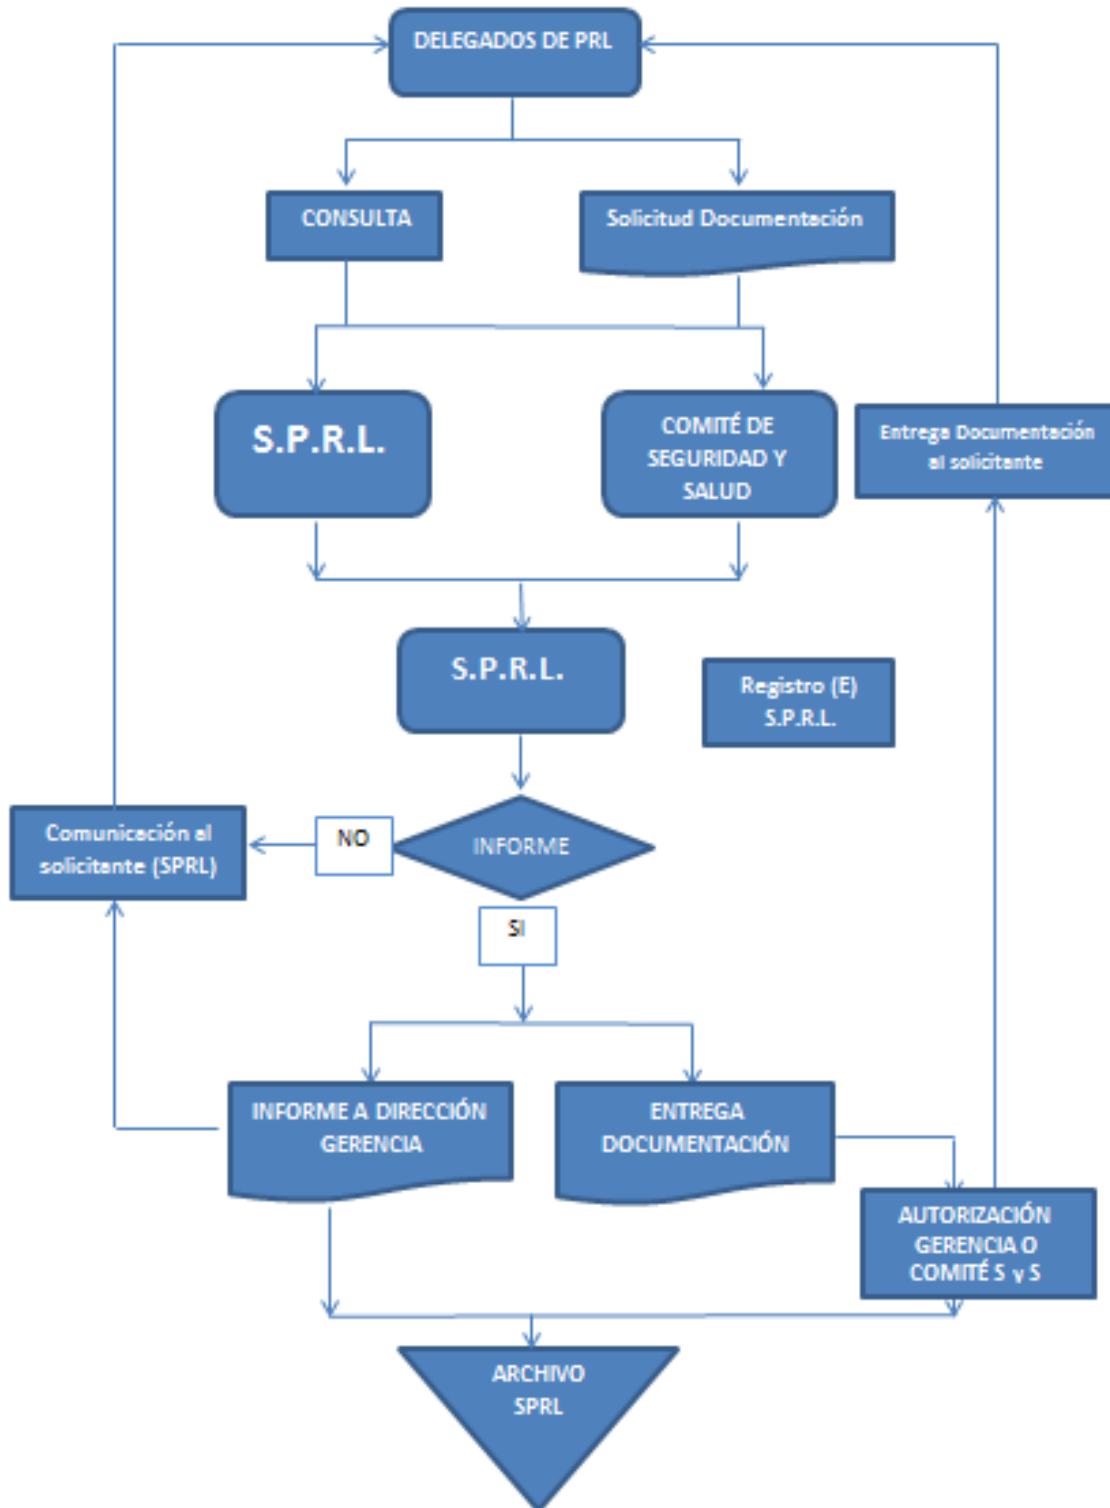 DELEGADOS DE PRL
CONSULTA
Solicitud Documentación
S.P.R.L.
COMITÉ DE
SEGURIDAD Y
SALUD
Entrega Documentación
al solicitante
S.P.R.L.
Registro (E)
S.P.R.L.
Comunicación al
solicitante (SPRL)
NO
INFORME
SI
INFORME A DIRECCIÓN
GERENCIA
ENTREGA
DOCUMENTACIÓN
AUTORIZACIÓN
GERENCIA O
COMITÉ S y S
ARCHIVO
SPRL